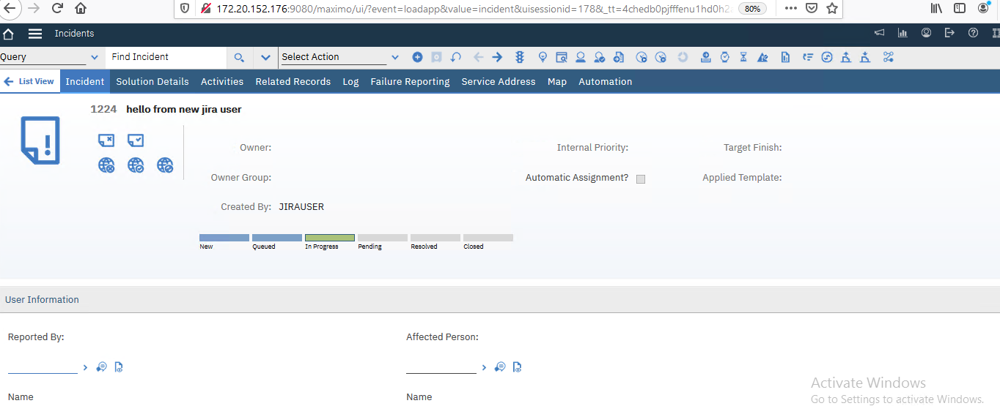 172.20.152.176:9080/maximo/ui/?event=loadapp&value=incident&uisessionid=178&_tt=4chedb0pjfffenu1hd0h2 80%
Incidents
Query Find Incident Select Action
List View Incident Solution Details Activities Related Records Log Failure Reporting Service Address Map Automation
1224 hello from new jira user
Owner: Internal Priority: Target Finish:
Owner Group: Automatic Assignment? Applied Template:
Created By: JIRAUSER
New Queued In Progress Pending Resolved Closed
User Information
Reported By: Affected Person:
Name Name
Activate Windows
Go to Settings to activate Windows.